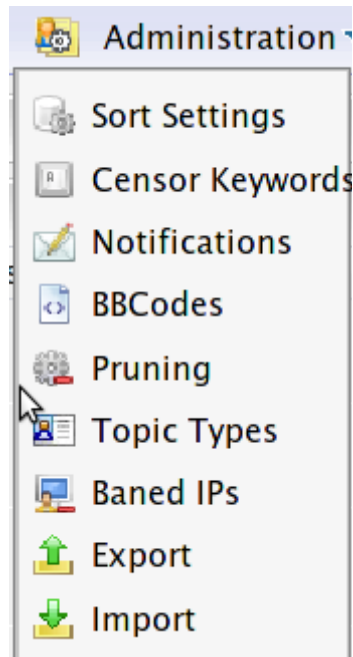 Administration
Sort Settings
Censor Keywords
Notifications
BBCodes
Pruning
Topic Types
Baned IPs
Export
Import